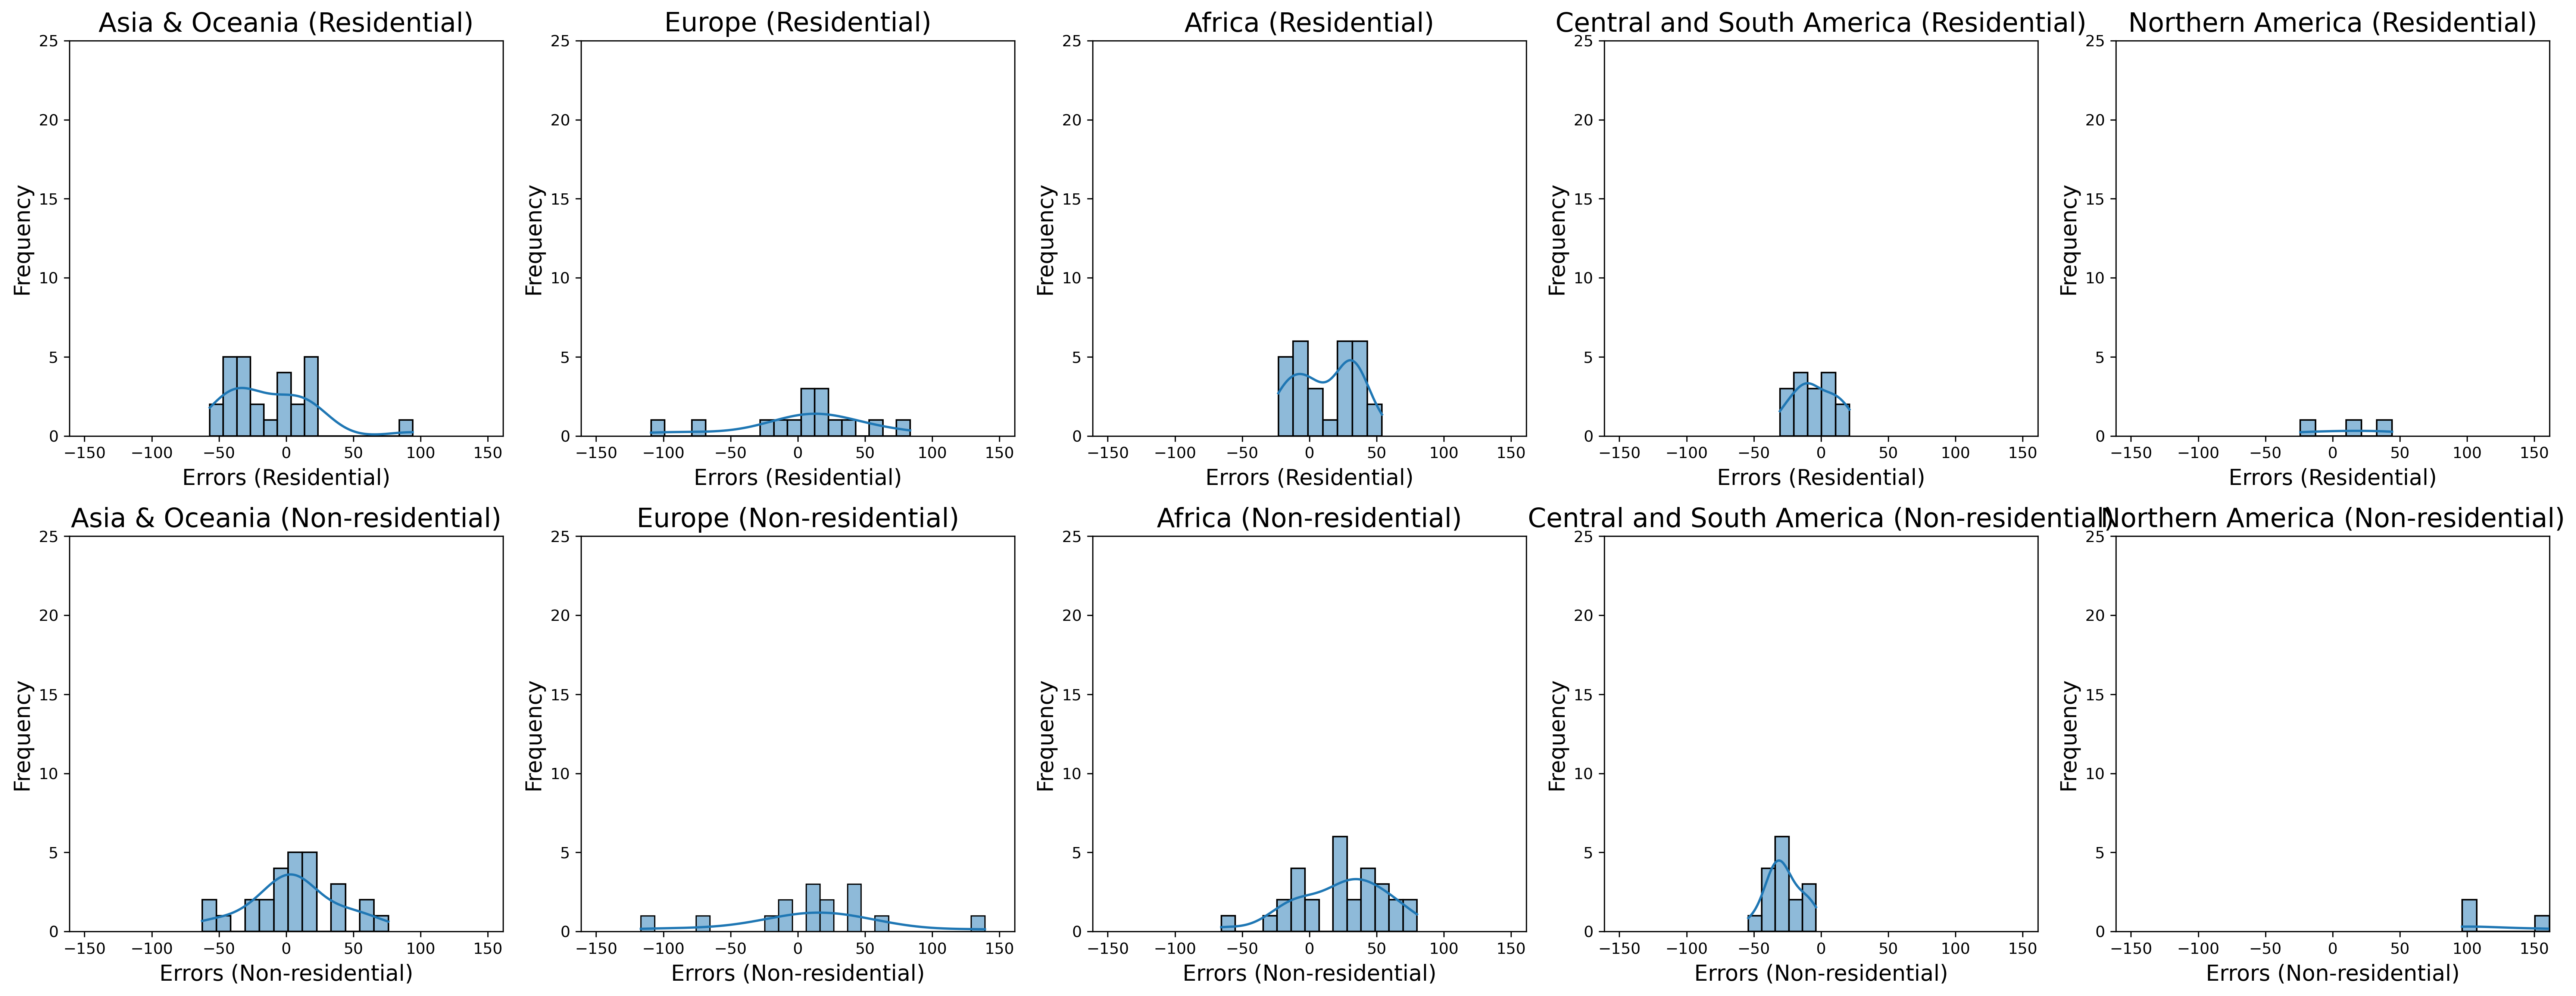 Asia & Oceania (Residential)
25
20
15
10
5
0
Frequency
−150 −100 −50 0 50 100 150
Errors (Residential)
Europe (Residential)
25
20
15
10
5
0
Frequency
−150 −100 −50 0 50 100 150
Errors (Residential)
Africa (Residential)
25
20
15
10
5
0
Frequency
−150 −100 −50 0 50 100 150
Errors (Residential)
Central and South America (Residential)
25
20
15
10
5
0
Frequency
−150 −100 −50 0 50 100 150
Errors (Residential)
Northern America (Residential)
25
20
15
10
5
0
Frequency
−150 −100 −50 0 50 100 150
Errors (Residential)
Asia & Oceania (Non-residential)
25
20
15
10
5
0
Frequency
−150 −100 −50 0 50 100 150
Errors (Non-residential)
Europe (Non-residential)
25
20
15
10
5
0
Frequency
−150 −100 −50 0 50 100 150
Errors (Non-residential)
Africa (Non-residential)
25
20
15
10
5
0
Frequency
−150 −100 −50 0 50 100 150
Errors (Non-residential)
Central and South America (Non-residential)
25
20
15
10
5
0
Frequency
−150 −100 −50 0 50 100 150
Errors (Non-residential)
Northern America (Non-residential)
25
20
15
10
5
0
Frequency
−150 −100 −50 0 50 100 150
Errors (Non-residential)